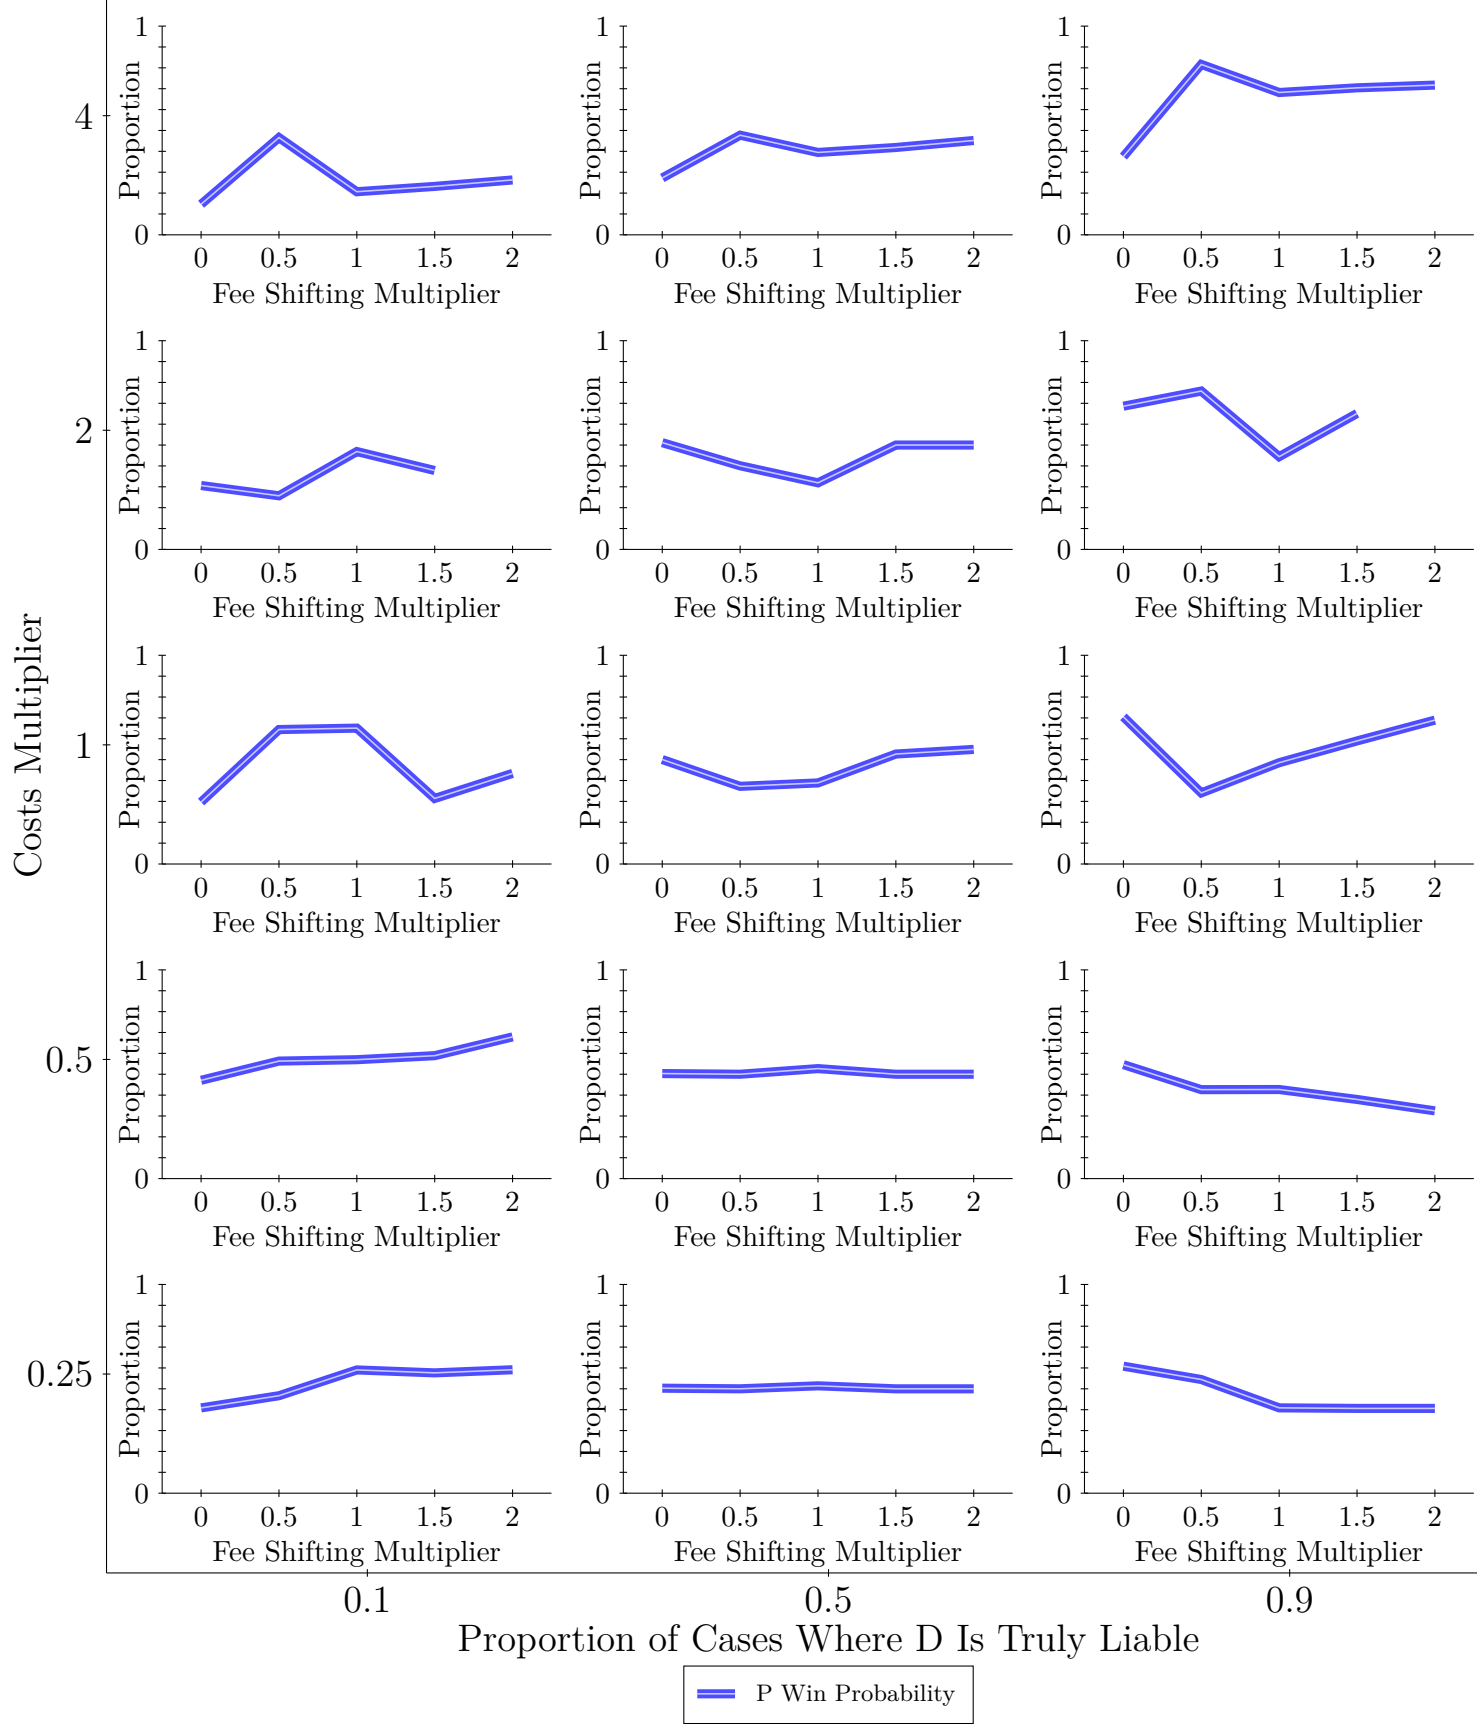 Costs Multiplier
4
1
Proportion
0
0 0.5 1 1.5 2
Fee Shifting Multiplier
1
Proportion
0
0 0.5 1 1.5 2
Fee Shifting Multiplier
1
Proportion
0
0 0.5 1 1.5 2
Fee Shifting Multiplier
2
1
Proportion
0
0 0.5 1 1.5 2
Fee Shifting Multiplier
1
Proportion
0
0 0.5 1 1.5 2
Fee Shifting Multiplier
1
Proportion
0
0 0.5 1 1.5 2
Fee Shifting Multiplier
1
1
Proportion
0
0 0.5 1 1.5 2
Fee Shifting Multiplier
1
Proportion
0
0 0.5 1 1.5 2
Fee Shifting Multiplier
1
Proportion
0
0 0.5 1 1.5 2
Fee Shifting Multiplier
0.5
1
Proportion
0
0 0.5 1 1.5 2
Fee Shifting Multiplier
1
Proportion
0
0 0.5 1 1.5 2
Fee Shifting Multiplier
1
Proportion
0
0 0.5 1 1.5 2
Fee Shifting Multiplier
0.25
1
Proportion
0
0 0.5 1 1.5 2
Fee Shifting Multiplier
1
Proportion
0
0 0.5 1 1.5 2
Fee Shifting Multiplier
1
Proportion
0
0 0.5 1 1.5 2
Fee Shifting Multiplier
0.1 0.5 0.9
Proportion of Cases Where D Is Truly Liable
P Win Probability